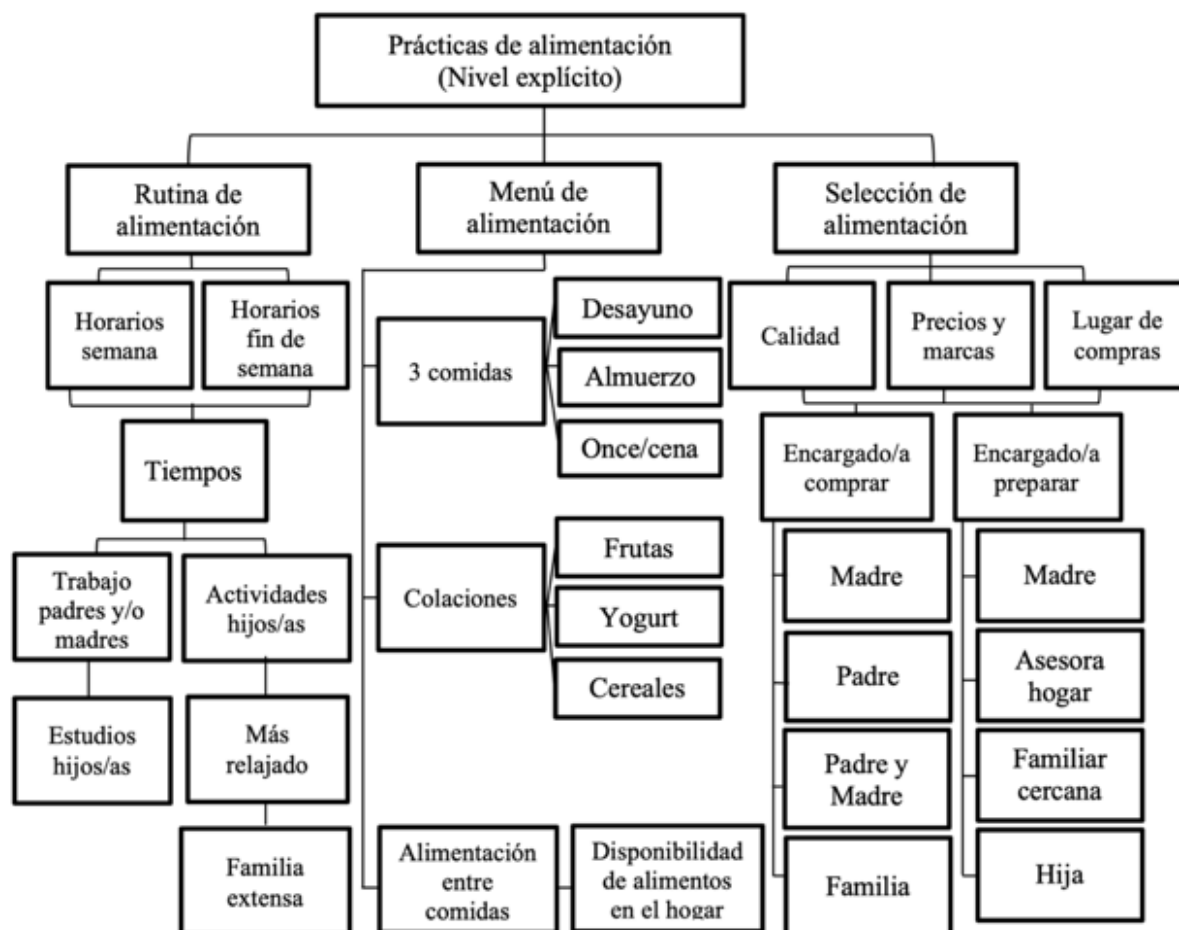 Prácticas de alimentación
(Nivel explícito)
Rutina de
alimentación
Menú de
alimentación
Selección de
alimentación
Horarios
semana
Horarios
fin de
semana
Tiempos
Trabajo
padres y/o
madres
Actividades
hijos/as
Estudios
hijos/as
Más
relajado
Familia
extensa
3 comidas
Desayuno
Almuerzo
Once/cena
Colaciones
Frutas
Yogurt
Cereales
Alimentación
entre
comidas
Disponibilidad
de alimentos
en el hogar
Calidad
Precios y
marcas
Lugar de
compras
Encargado/a
comprar
Encargado/a
preparar
Madre
Padre
Padre y
Madre
Familia
Madre
Asesora
hogar
Familiar
cercana
Hija